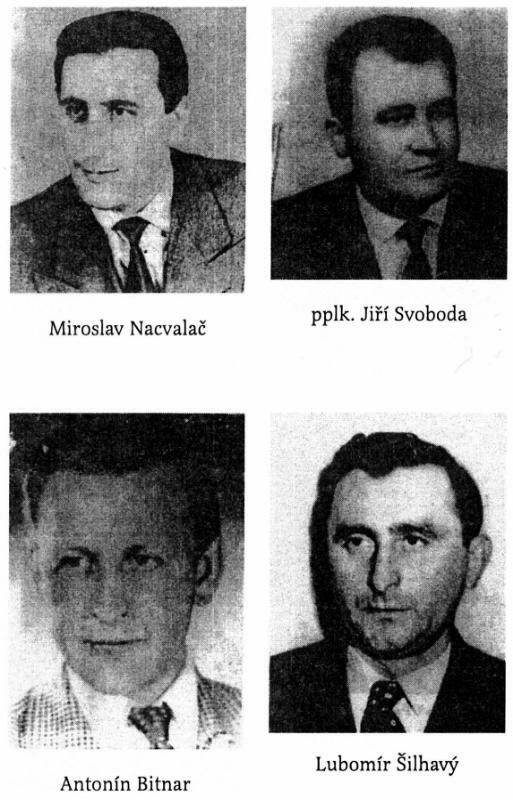 Miroslav Nacvalač
pplk. Jiří Svoboda
Antonín Bitnar
Lubomír Šilhavý